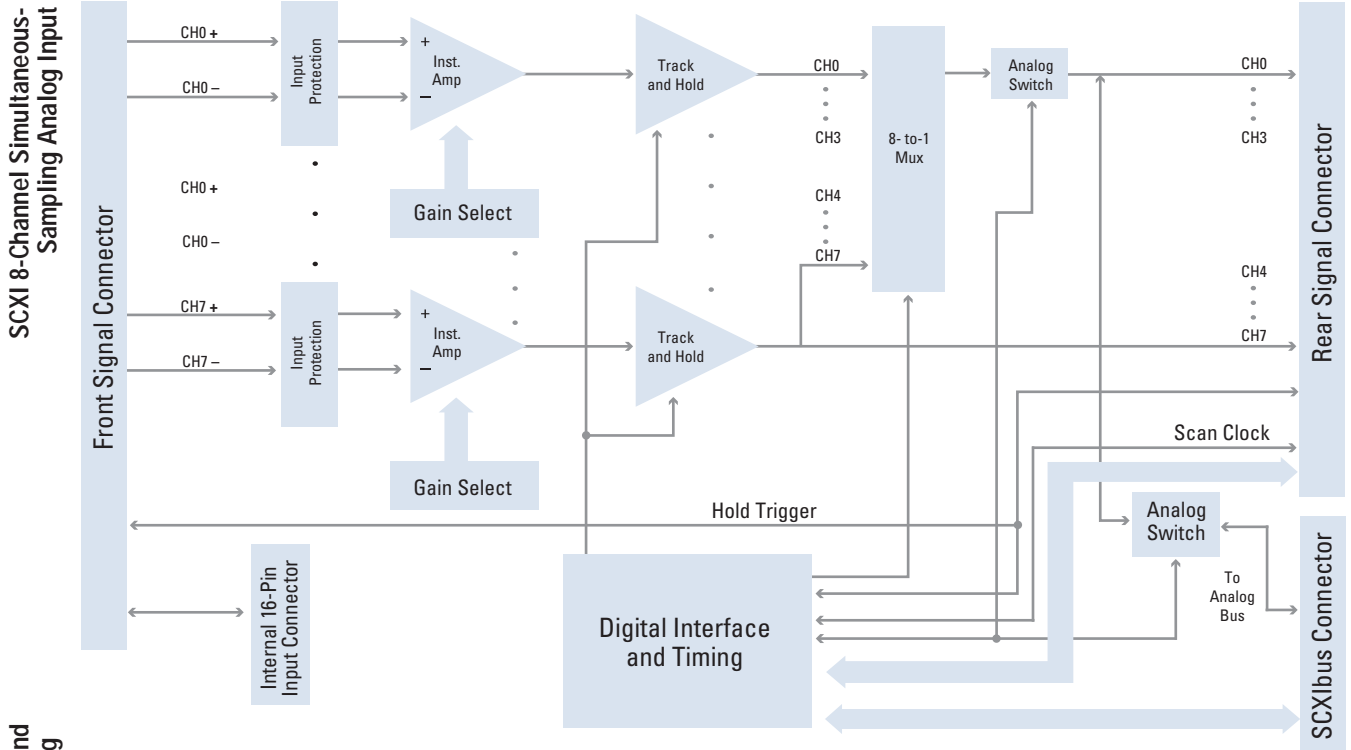 SCXI 8-Channel Simultaneous-
Sampling Analog Input
nd
g
Front Signal Connector
CH0 +
CH0 –
CH0 +
CH0 –
CH7 +
CH7 –
Input
Protection
Input
Protection
+
Inst.
Amp
–
Gain Select
+
Inst.
Amp
–
Gain Select
Track
and Hold
Track
and Hold
CH0
CH3
CH4
CH7
8- to-1
Mux
Analog
Switch
CH0
CH3
CH4
CH7
Rear Signal Connector
Scan Clock
Hold Trigger
Analog
Switch
To
Analog
Bus
Internal 16-Pin
Input Connector
Digital Interface
and Timing
SCXIbus Connector